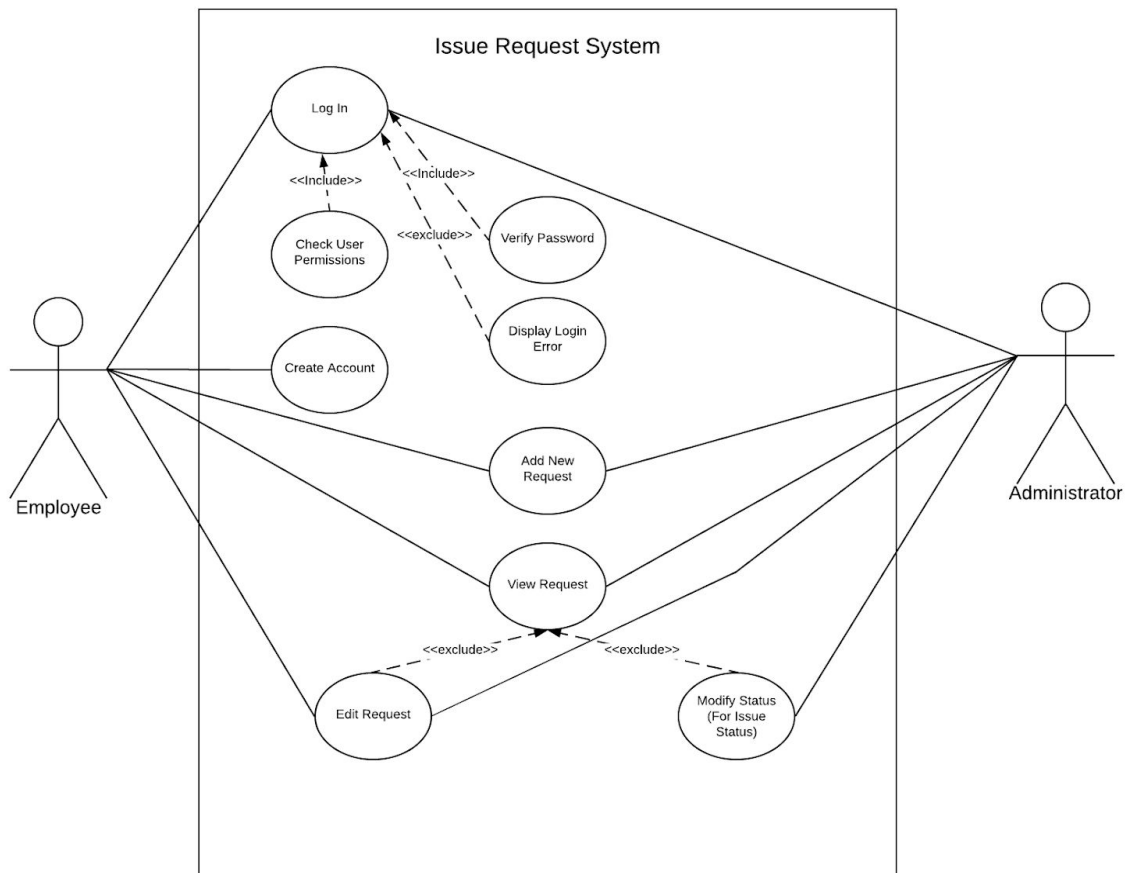 Issue Request System
Log In
<<Include>>
<<Include>>
Check User
Permissions
<<exclude>>
Verify Password
Display Login
Error
Create Account
Add New
Request
Employee
Administrator
View Request
<<exclude>>
<<exclude>>
Edit Request
Modify Status
(For Issue
Status)